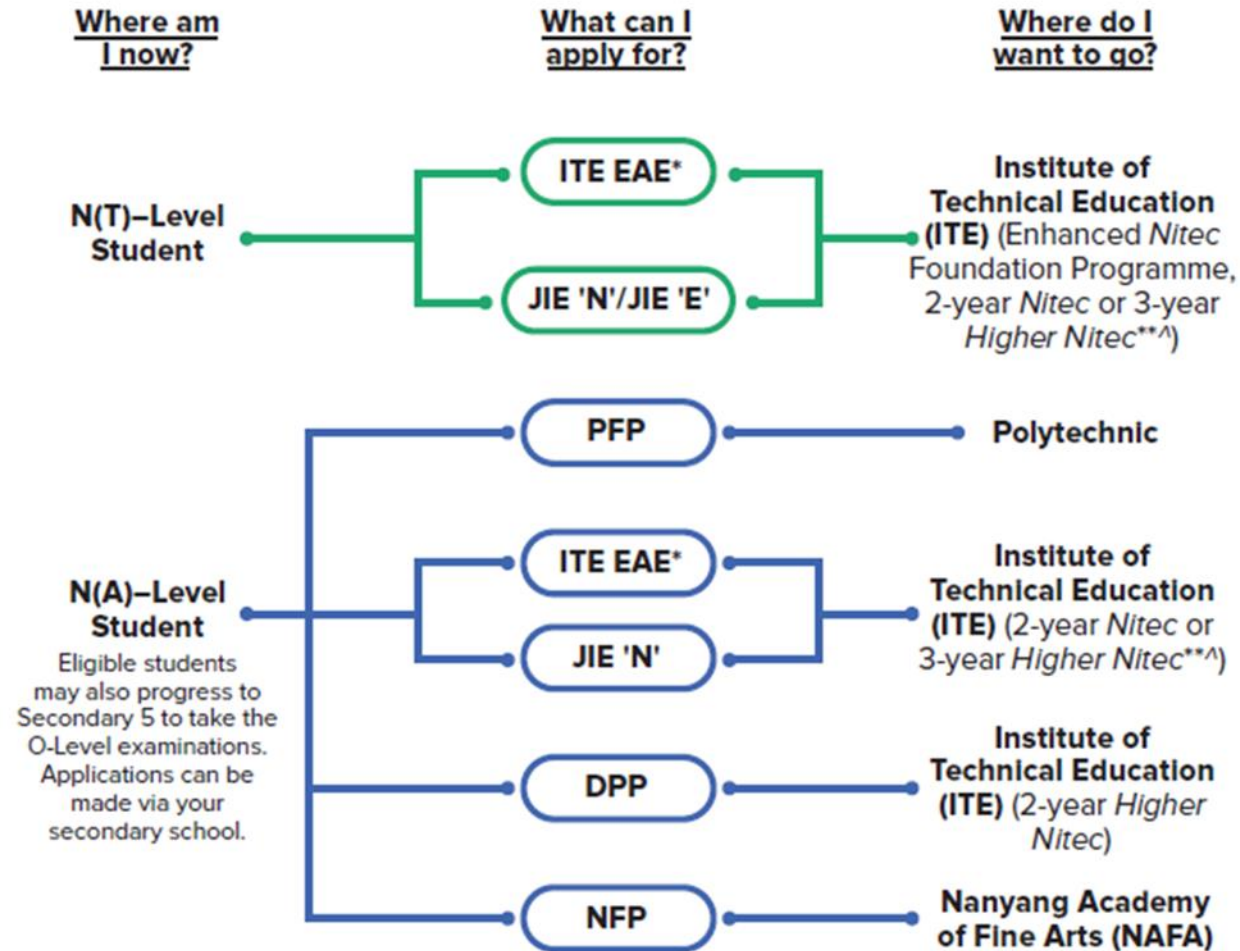 Where am
I now?
What can I
apply for?
Where do I
want to go?
N(T)–Level
Student
ITE EAE*
JIE 'N'/JIE 'E'
Institute of
Technical Education
(ITE) (Enhanced Nitec
Foundation Programme,
2-year Nitec or 3-year
Higher Nitec**^)
N(A)–Level
Student
Eligible students
may also progress to
Secondary 5 to take the
O-Level examinations.
Applications can be
made via your
secondary school.
PFP
Polytechnic
ITE EAE*
JIE 'N'
Institute of
Technical Education
(ITE) (2-year Nitec or
3-year Higher Nitec**^)
DPP
Institute of
Technical Education
(ITE) (2-year Higher
Nitec)
NFP
Nanyang Academy
of Fine Arts (NAFA)